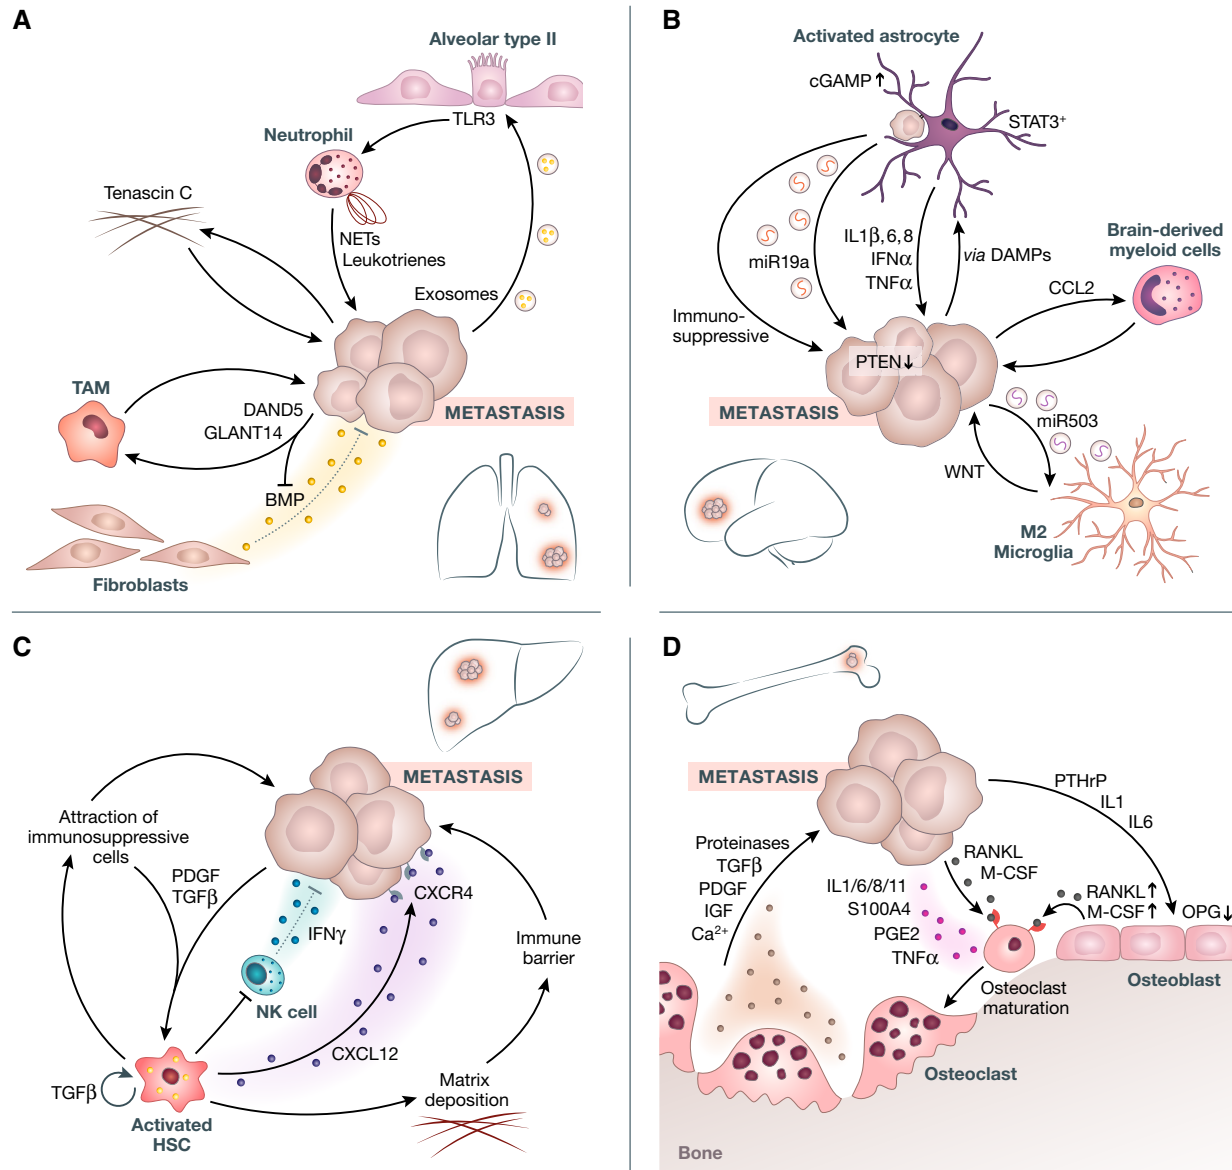 A
Alveolar type II
TLR3
Neutrophil
Tenascin C
NETs
Leukotrienes
Exosomes
TAM
DAND5
GLANT14
METASTASIS
BMP
Fibroblasts
B
Activated astrocyte
cGAMP↑
STAT3⁺
IL1β, 6, 8
IFNα
TNFα
via DAMPs
miR19a
Brain-derived
myeloid cells
CCL2
Immuno-
suppressive
PTEN↓
METASTASIS
miR503
WNT
M2
Microglia
C
METASTASIS
Attraction of
immunosuppressive
cells
PDGF
TGFβ
CXCR4
IFNγ
Immune
barrier
NK cell
CXCL12
TGFβ
Matrix
deposition
Activated
HSC
D
METASTASIS
PTHrP
IL1
IL6
Proteinases
TGFβ
PDGF
IGF
Ca²⁺
RANKL
M-CSF
IL1/6/8/11
S100A4
PGE2
TNFα
RANKL↑
M-CSF↑
OPG↓
Osteoblast
Osteoclast
maturation
Osteoclast
Bone